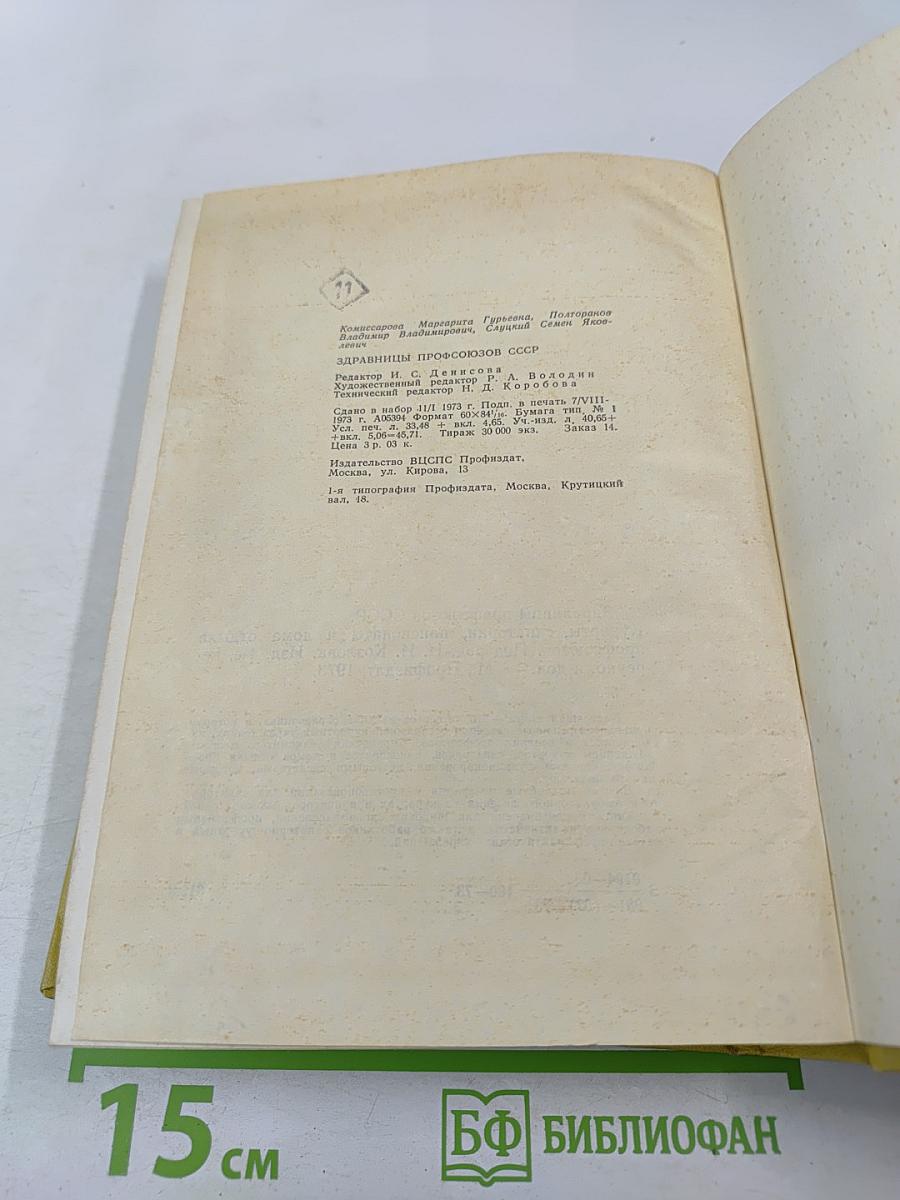 11
Комиссарова Маргарита Гурьевна, Полторанов
Владимир Владимирович, Слуцкий Семен Яков-
левич
ЗДРАВНИЦЫ ПРОФСОЮЗОВ СССР
Редактор И. С. Денисова
Художественный редактор Р. А. Володин
Технический редактор Н. Д. Коробова
Сдано в набор 11/I 1973 г. Подп. в печать 7/VIII-
1973 г. А05394 Формат 60×84¹/₁₆. Бумага тип. № 1
Усл. печ. л. 33,48 + вкл. 4,65. Уч.-изд. л. 40,65+
+вкл. 5,06=45,71. Тираж 30 000 экз. Заказ 14.
Цена 3 р. 03 к.
Издательство ВЦСПС Профиздат,
Москва, ул. Кирова, 13
1-я типография Профиздата, Москва, Крутицкий
вал, 18.
15 см
БФ БИБЛИОФАН